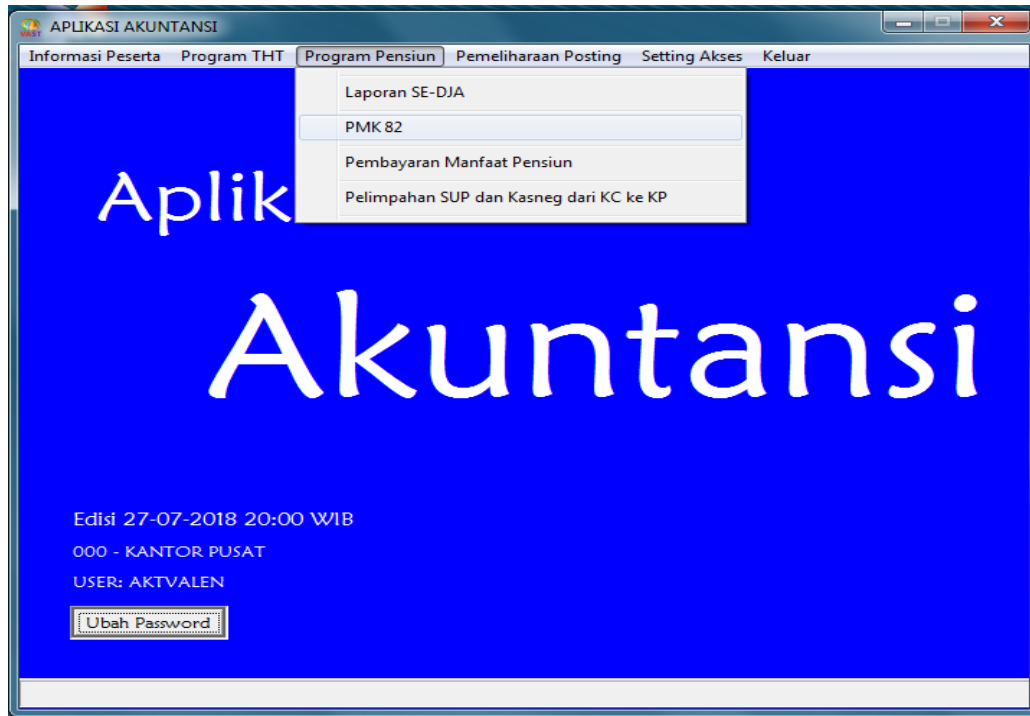 VAST APLIKASI AKUNTANSI
Informasi Peserta Program THT Program Pensiun Pemeliharaan Posting Setting Akses Keluar
Laporan SE-DJA
PMK 82
Pembayaran Manfaat Pensiun
Pelimpahan SUP dan Kasneg dari KC ke KP
Aplik
Akuntansi
Edisi 27-07-2018 20:00 WIB
000 - KANTOR PUSAT
USER: AKTVALEN
Ubah Password